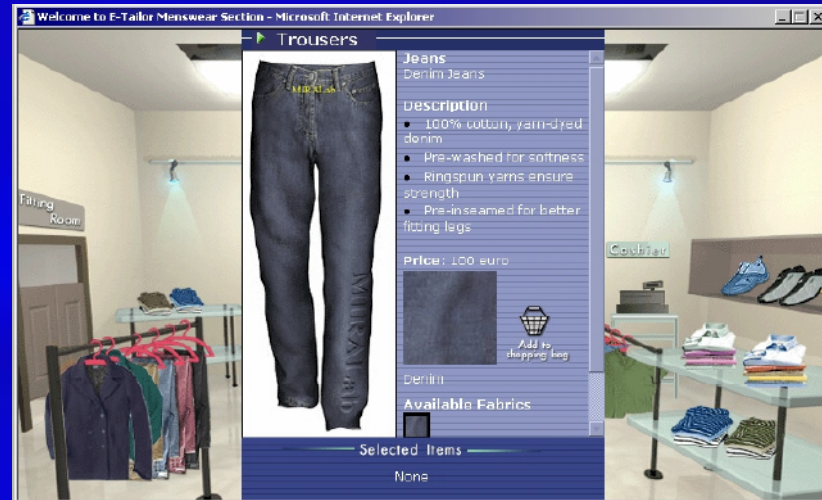 Welcome to E-Tailor Menswear Section - Microsoft Internet Explorer
Trousers
Jeans
Denim Jeans
Description
• 100% cotton, yarn-dyed
denim
• Pre-washed for softness
• Ringspun yarns ensure
strength
• Pre-inseamed for better
fitting legs
Price: 100 euro
Add to
shopping bag
Denim
Available Fabrics
Selected Items
None
Fitting
Room
Cashier